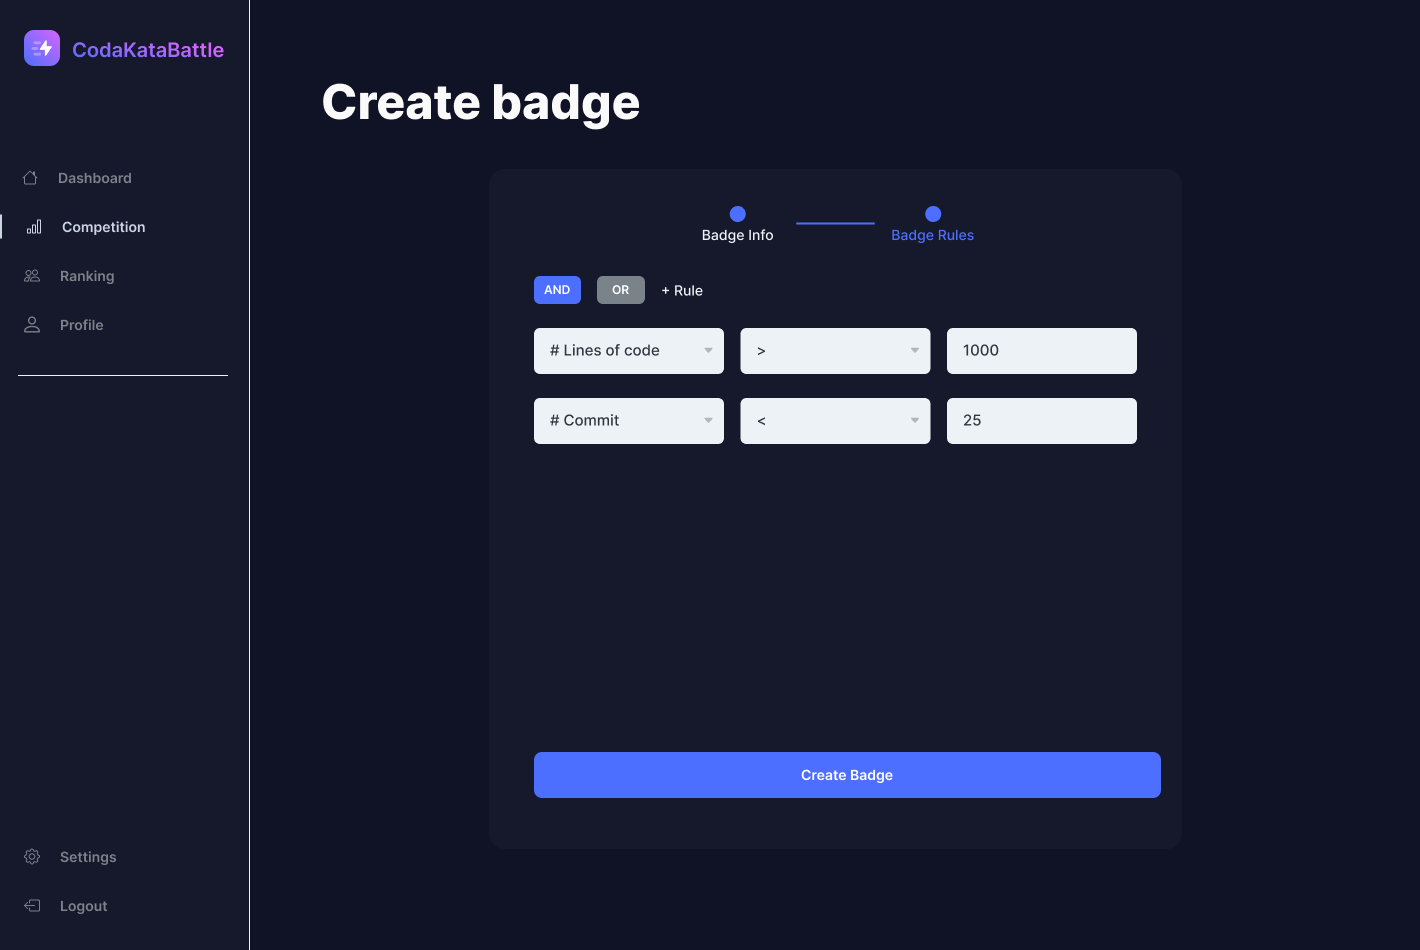 CodaKataBattle
Dashboard
Competition
Ranking
Profile
Settings
Logout
Create badge
Badge Info
Badge Rules
AND OR + Rule
# Lines of code > 1000
# Commit < 25
Create Badge